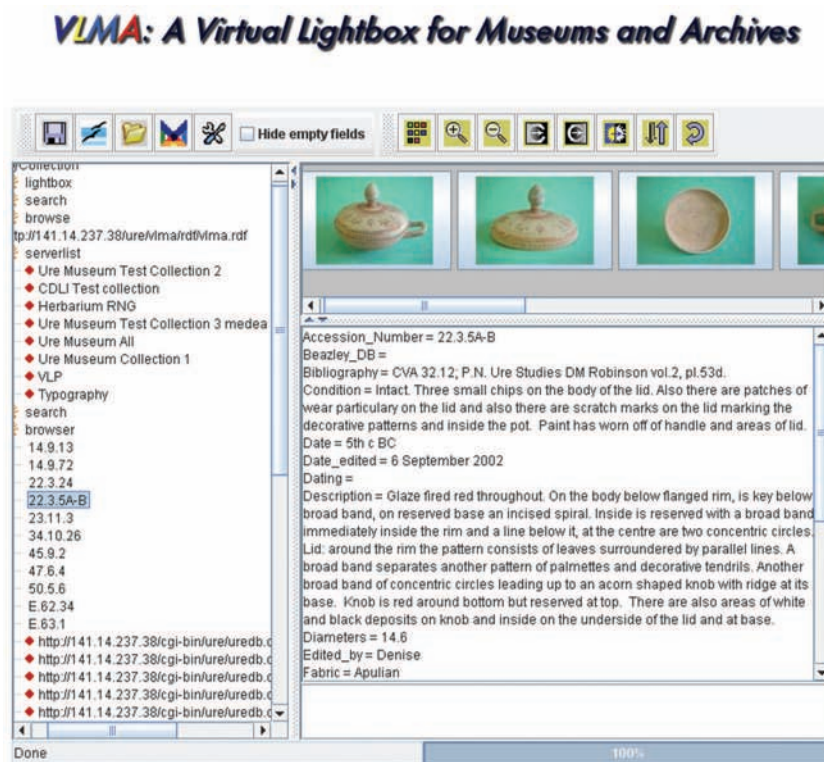 VLMA: A Virtual Lightbox for Museums and Archives
Hide empty fields
yCollection
lightbox
search
browse
tp://141.14.237.38/ure/vlma/rdf/vlma.rdf
serverlist
Ure Museum Test Collection 2
CDLI Test collection
Herbarium RNG
Ure Museum Test Collection 3 medea
Ure Museum All
Ure Museum Collection 1
VLP
Typography
search
browser
14.9.13
14.9.72
22.3.24
22.3.5A-B
23.11.3
34.10.26
45.9.2
47.6.4
50.5.6
E.62.34
E.63.1
http://141.14.237.38/cgi-bin/ure/uredb.c
http://141.14.237.38/cgi-bin/ure/uredb.c
http://141.14.237.38/cgi-bin/ure/uredb.c
http://141.14.237.38/cgi-bin/ure/uredb.c
http://141.14.237.38/cgi-bin/ure/uredb.c
Accession_Number = 22.3.5A-B
Beazley_DB =
Bibliography = CVA 32.12; P.N. Ure Studies DM Robinson vol.2, pl.53d.
Condition = Intact. Three small chips on the body of the lid. Also there are patches of
wear particulary on the lid and also there are scratch marks on the lid marking the
decorative patterns and inside the pot. Paint has worn off of handle and areas of lid.
Date = 5th c BC
Date_edited = 6 September 2002
Dating =
Description = Glaze fired red throughout. On the body below flanged rim, is key below
broad band, on reserved base an incised spiral. Inside is reserved with a broad band
immediately inside the rim and a line below it, at the centre are two concentric circles.
Lid: around the rim the pattern consists of leaves surroundered by parallel lines. A
broad band separates another pattern of palmettes and decorative tendrils. Another
broad band of concentric circles leading up to an acorn shaped knob with ridge at its
base. Knob is red around bottom but reserved at top. There are also areas of white
and black deposits on knob and inside on the underside of the lid and at base.
Diameters = 14.6
Edited_by = Denise
Fabric = Apulian
Done
100%